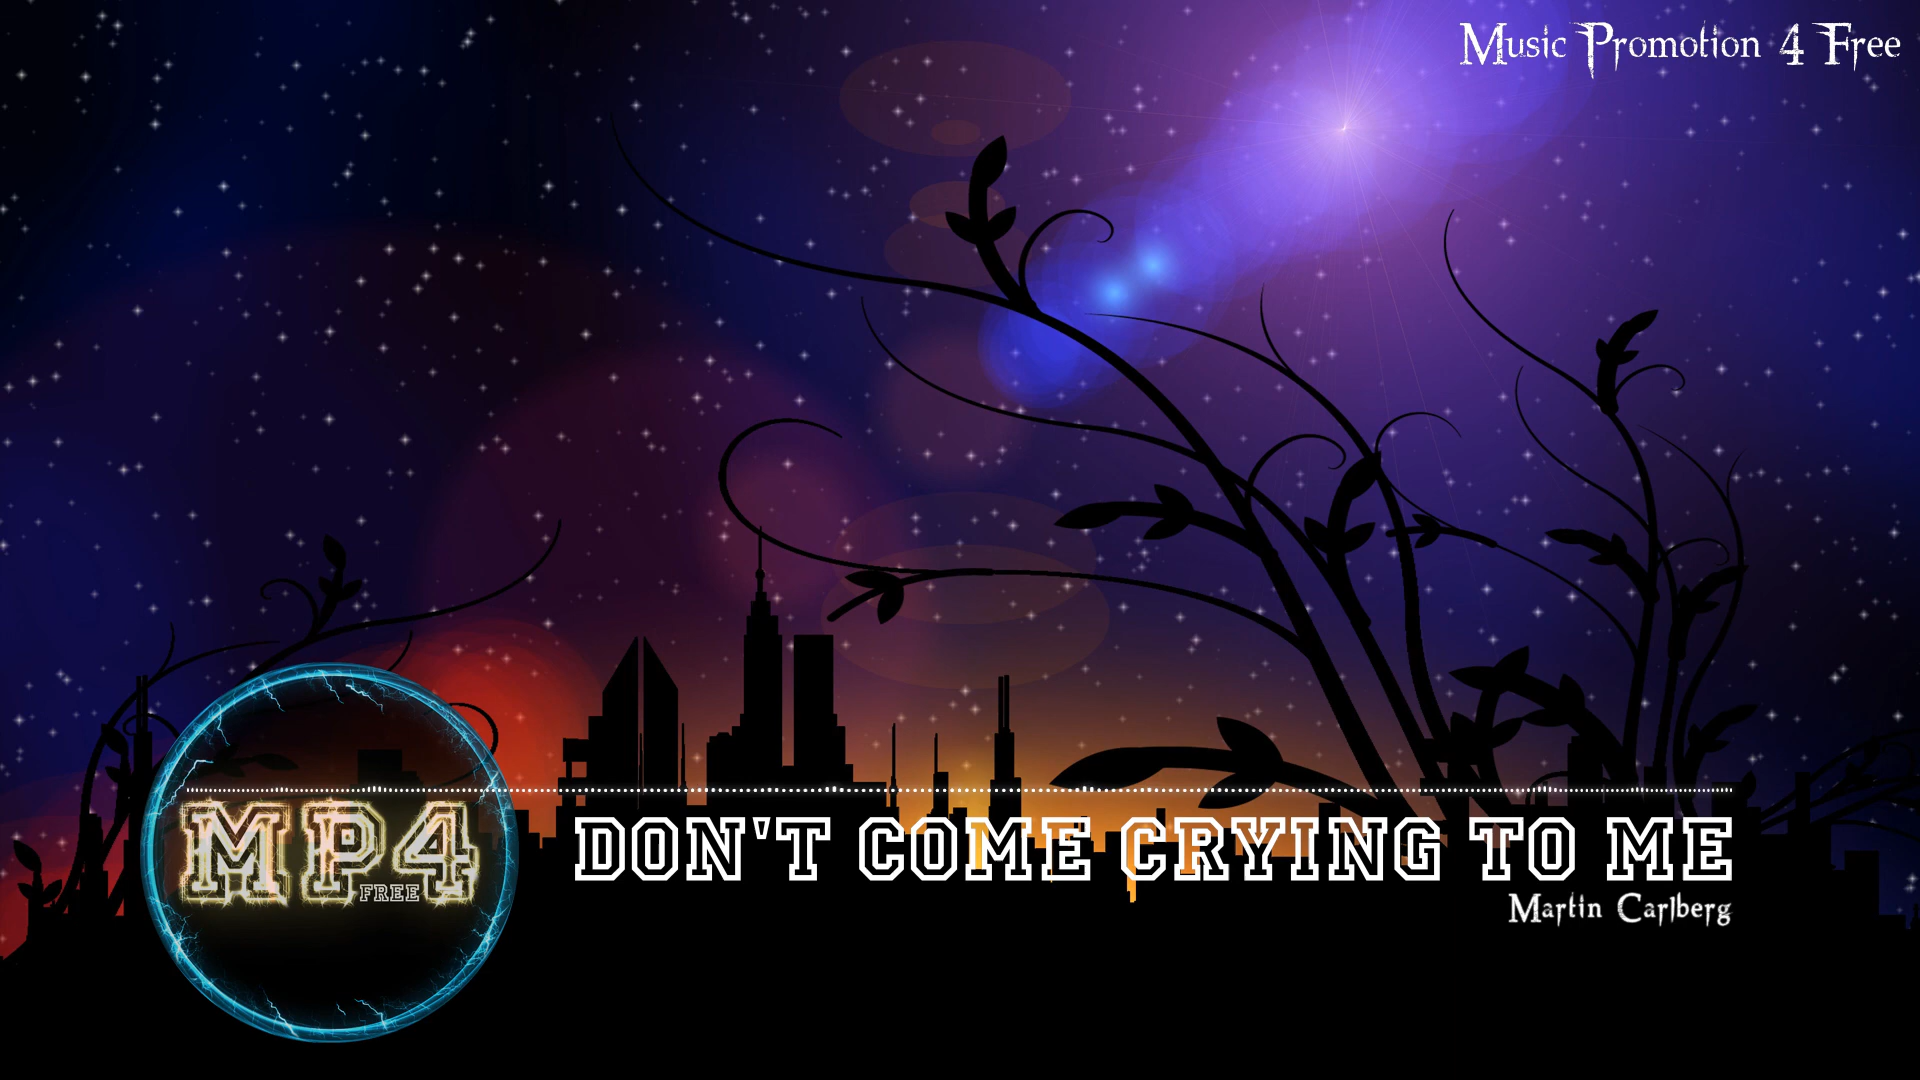 Music Promotion 4 Free
MP4
FREE
DON'T COME CRYING TO ME
Martin Carlberg